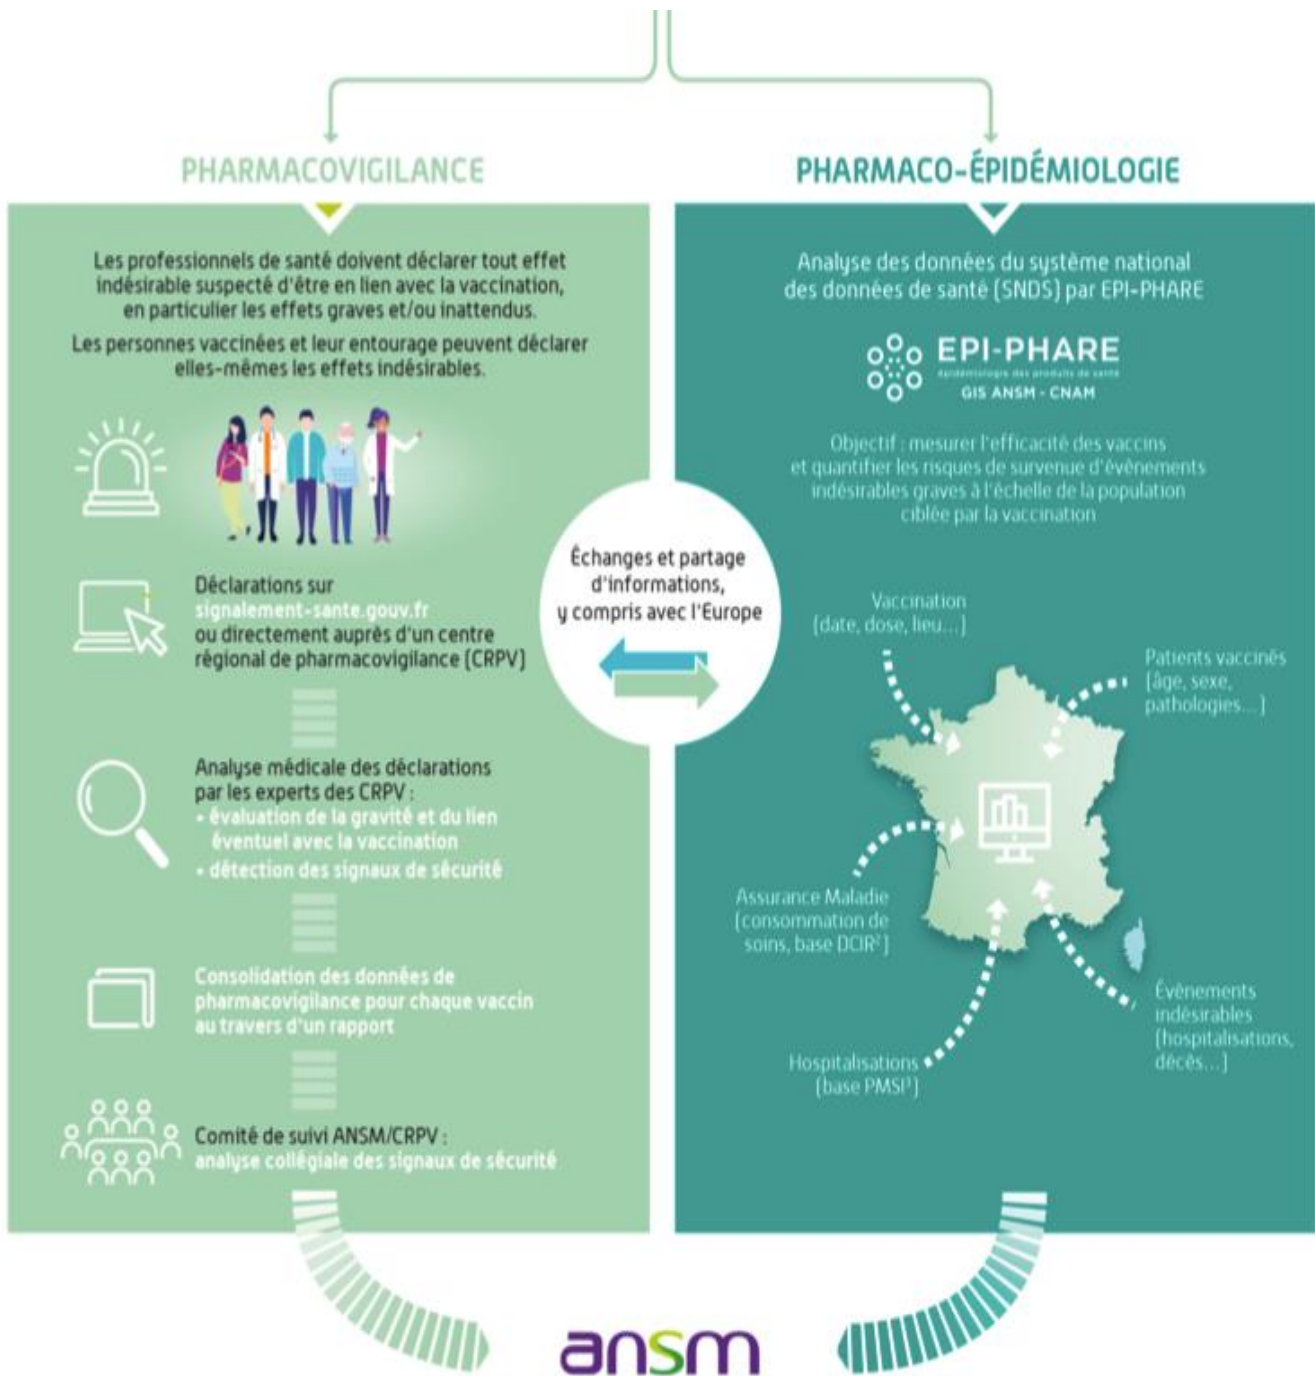 PHARMACOVIGILANCE
Les professionnels de santé doivent déclarer tout effet
indésirable suspecté d'être en lien avec la vaccination,
en particulier les effets graves et/ou inattendus.
Les personnes vaccinées et leur entourage peuvent déclarer
elles-mêmes les effets indésirables.
Déclarations sur
signalement-sante.gouv.fr
ou directement auprès d'un centre
régional de pharmacovigilance (CRPV)
Analyse médicale des déclarations
par les experts des CRPV :
• évaluation de la gravité et du lien
éventuel avec la vaccination
• détection des signaux de sécurité
Consolidation des données de
pharmacovigilance pour chaque vaccin
au travers d'un rapport
Comité de suivi ANSM/CRPV :
analyse collégiale des signaux de sécurité
Échanges et partage
d'informations,
y compris avec l'Europe
PHARMACO-ÉPIDÉMIOLOGIE
Analyse des données du système national
des données de santé (SNDS) par EPI-PHARE
EPI-PHARE
épidémiologie des produits de santé
GIS ANSM - CNAM
Objectif : mesurer l'efficacité des vaccins
et quantifier les risques de survenue d'évènements
indésirables graves à l'échelle de la population
ciblée par la vaccination
Vaccination
(date, dose, lieu...)
Patients vaccinés
(âge, sexe,
pathologies...)
Assurance Maladie
(consommation de
soins, base DCIR²)
Évènements
indésirables
(hospitalisations,
décès...)
Hospitalisations
(base PMSI³)
ansm